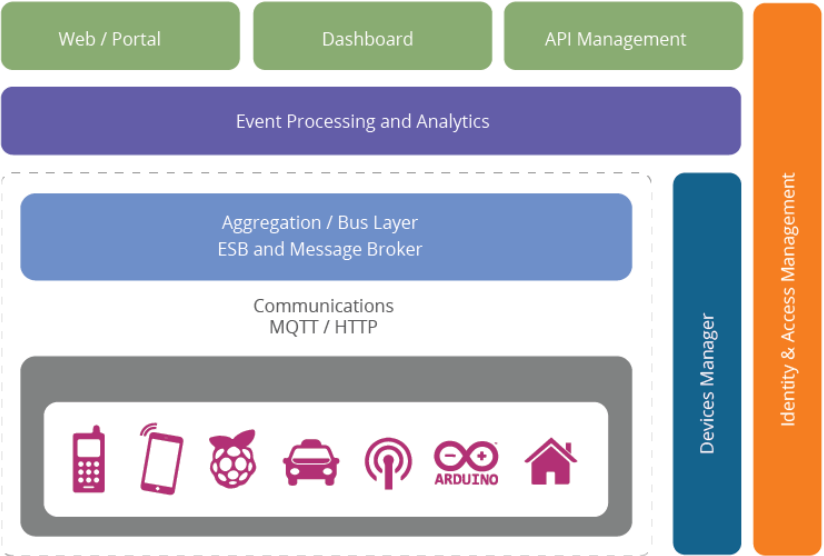 Web / Portal
Dashboard
API Management
Event Processing and Analytics
Aggregation / Bus Layer
ESB and Message Broker
Communications
MQTT / HTTP
ARDUINO
Devices Manager
Identity & Access Management